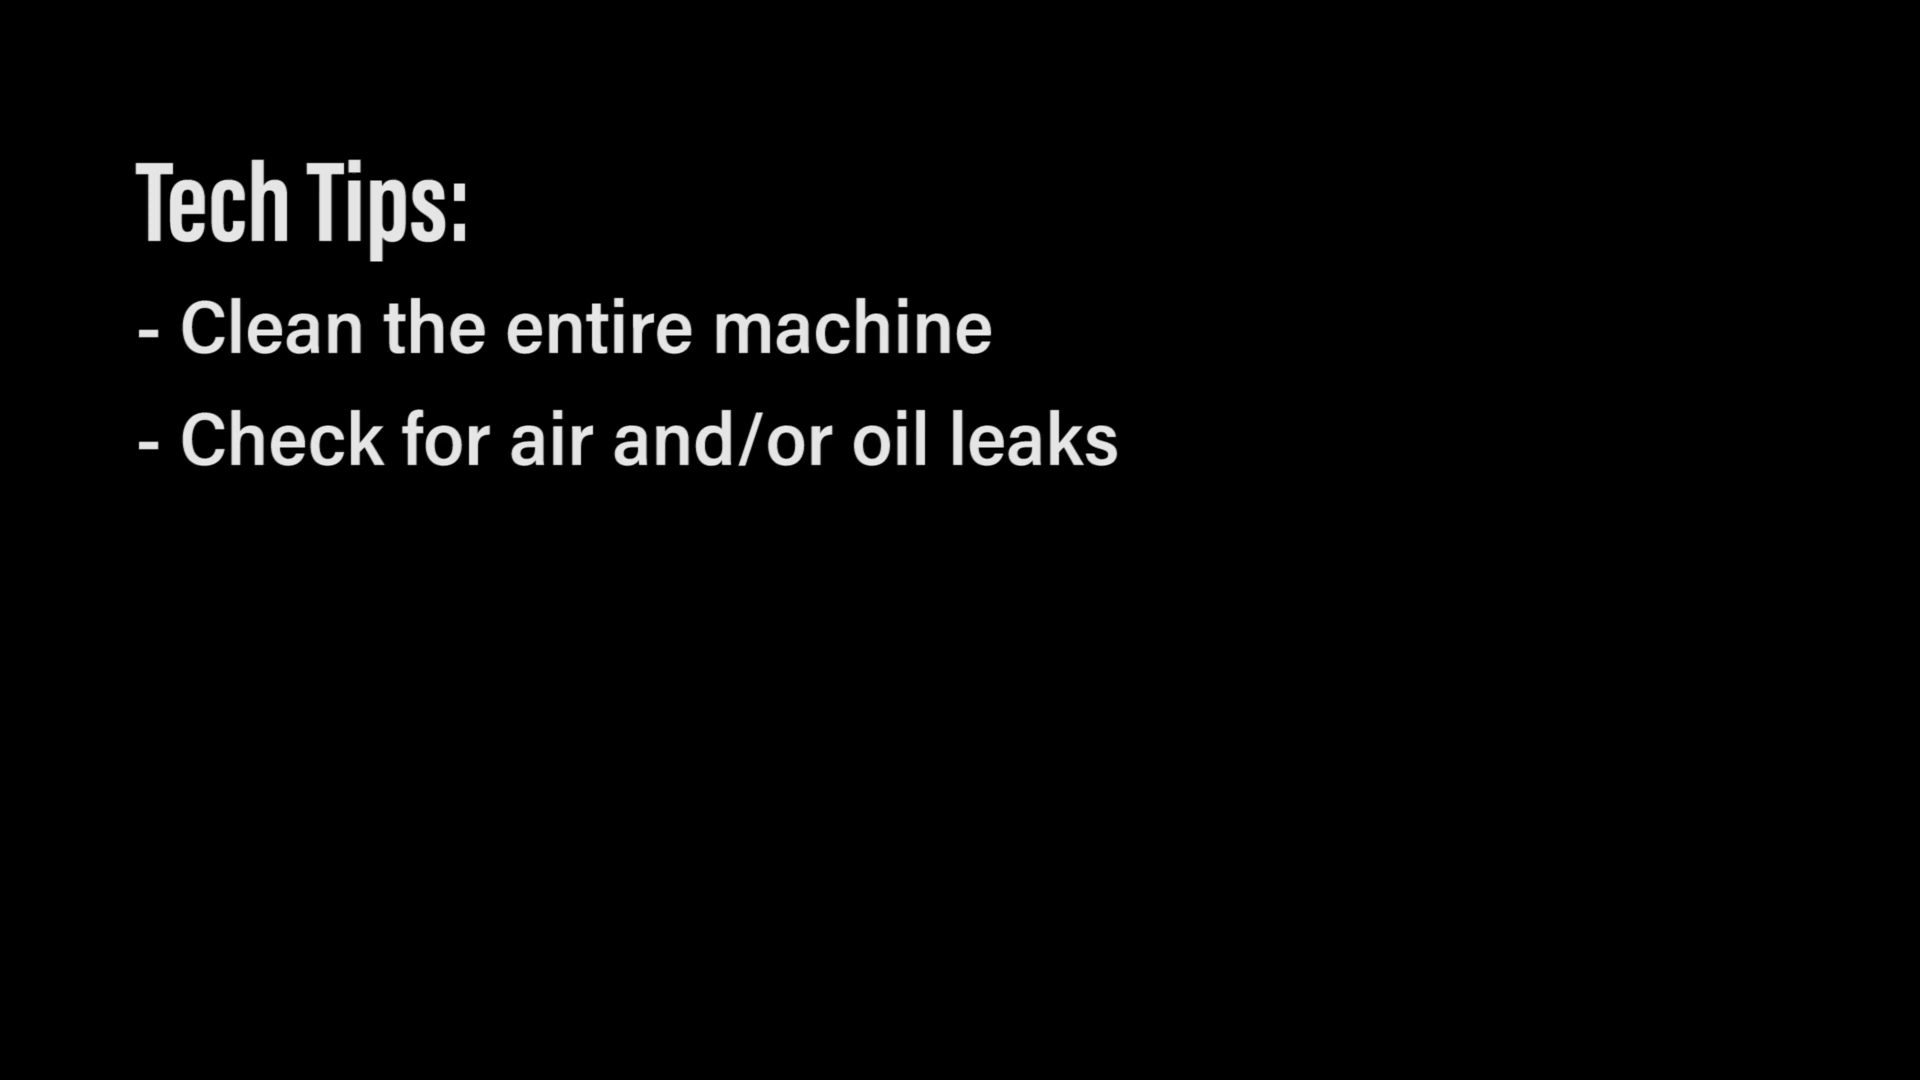 Tech Tips:
- Clean the entire machine
- Check for air and/or oil leaks